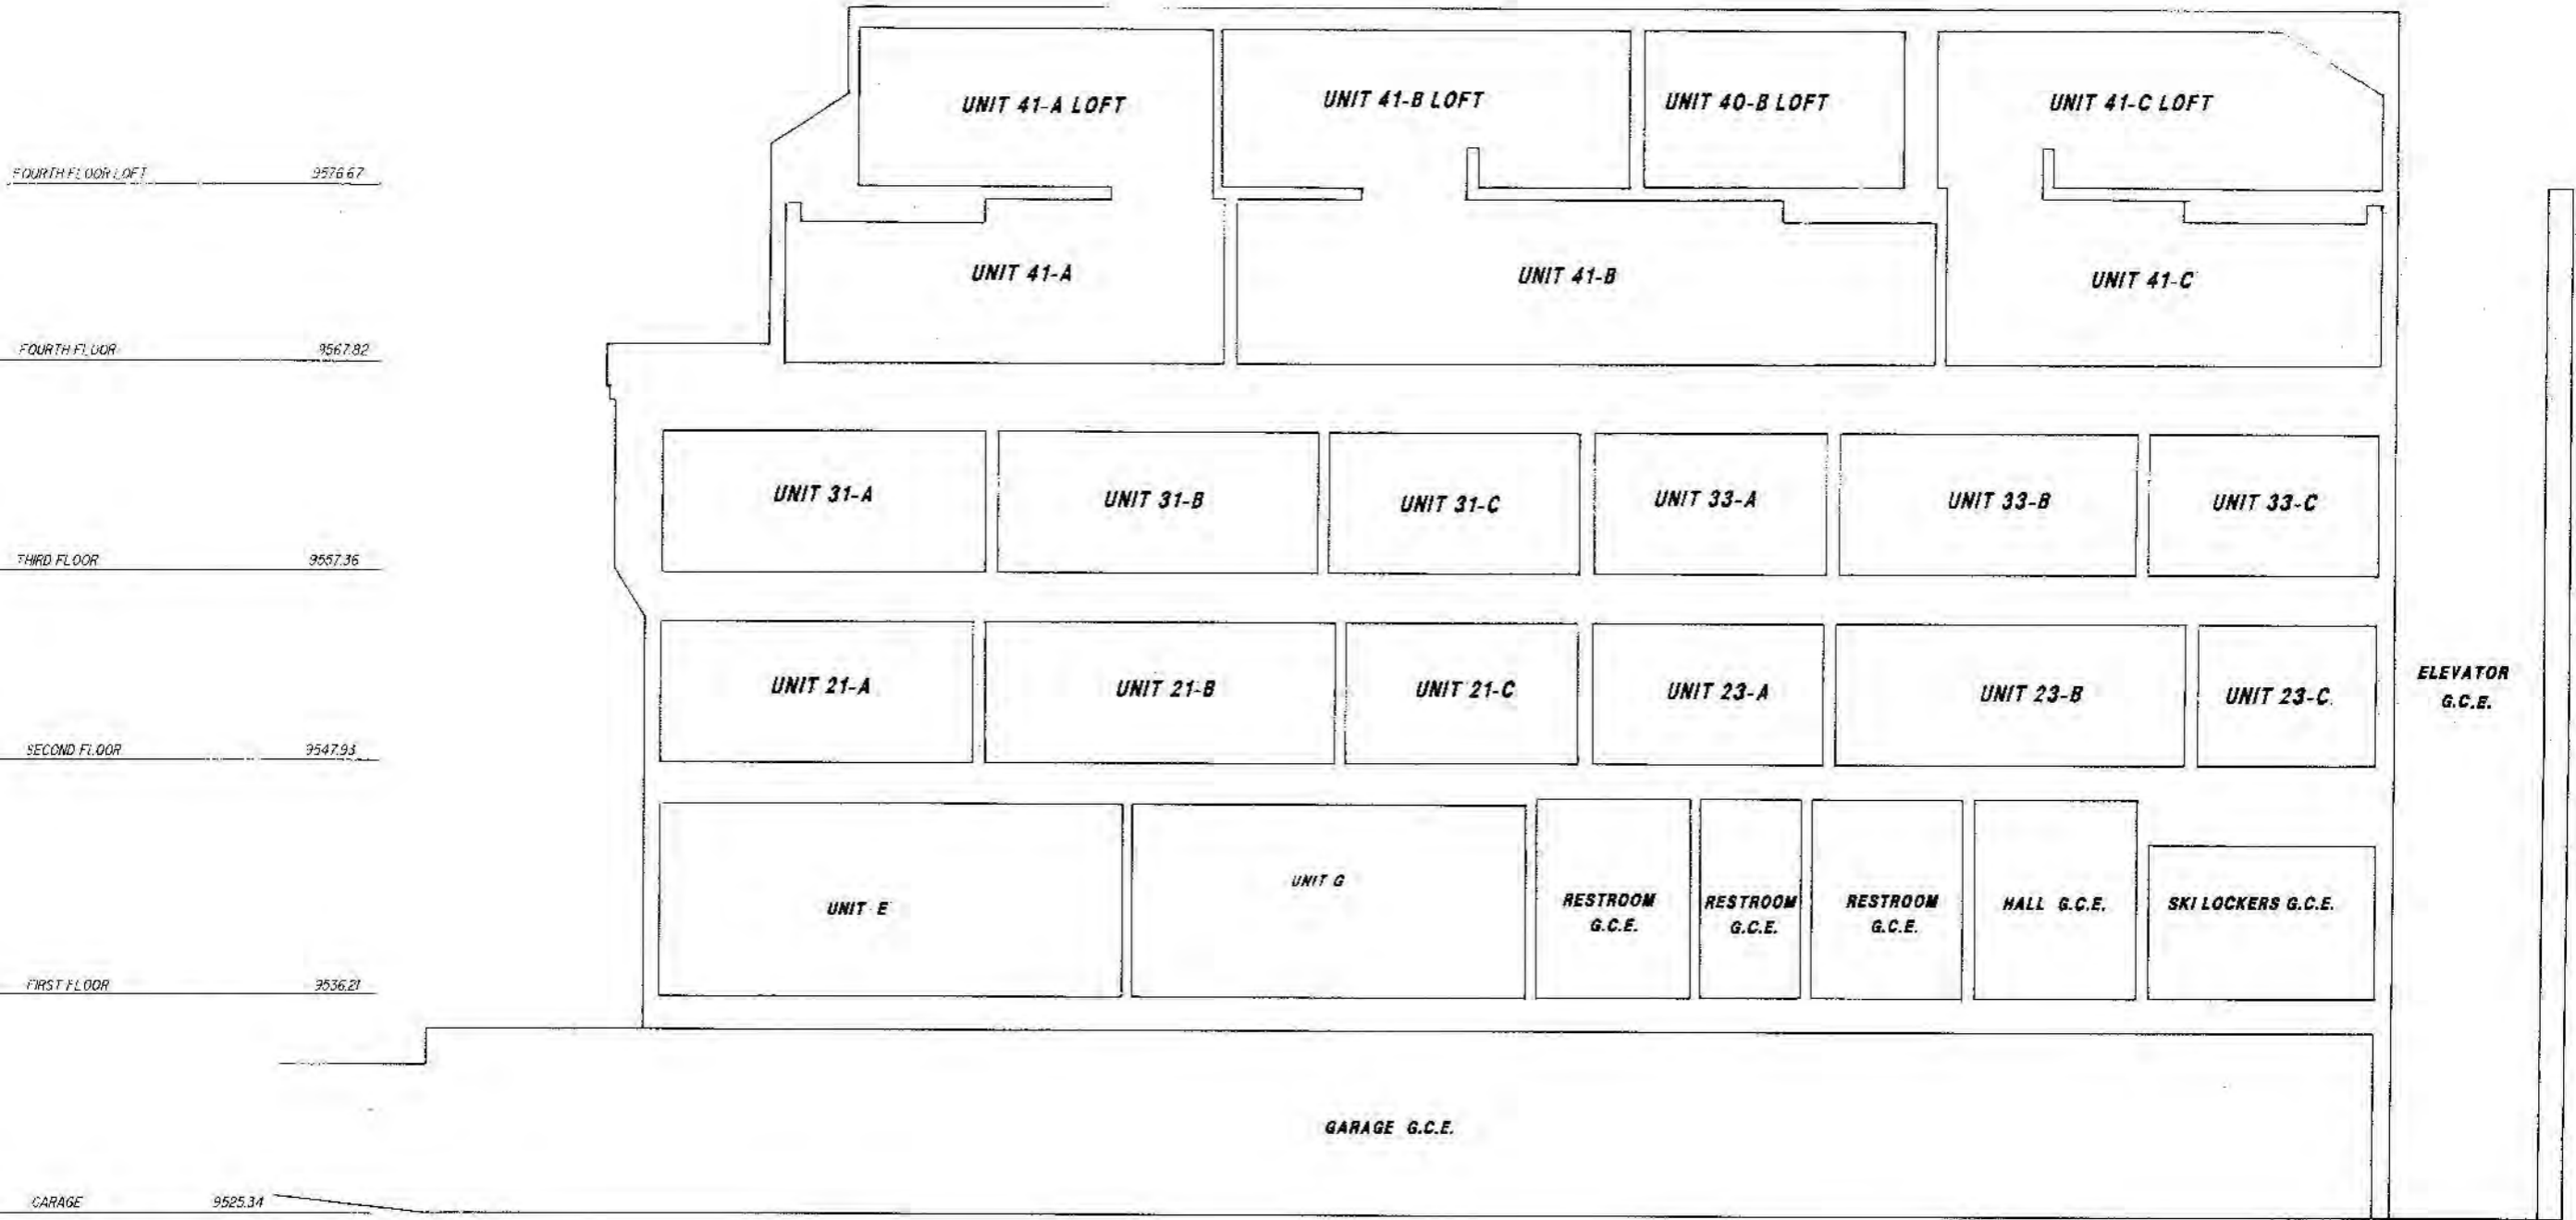 UNIT 41-A LOFT
UNIT 41-B LOFT
UNIT 40-B LOFT
UNIT 41-C LOFT
FOURTH FLOOR LOFT 9576.67
UNIT 41-A
UNIT 41-B
UNIT 41-C
FOURTH FLOOR 9567.82
UNIT 31-A
UNIT 31-B
UNIT 31-C
UNIT 33-A
UNIT 33-B
UNIT 33-C
THIRD FLOOR 9557.36
UNIT 21-A
UNIT 21-B
UNIT 21-C
UNIT 23-A
UNIT 23-B
UNIT 23-C
ELEVATOR
G.C.E.
SECOND FLOOR 9547.93
UNIT E
UNIT G
RESTROOM
G.C.E.
RESTROOM
G.C.E.
RESTROOM
G.C.E.
HALL G.C.E.
SKI LOCKERS G.C.E.
FIRST FLOOR 9536.21
GARAGE G.C.E.
GARAGE 9525.34